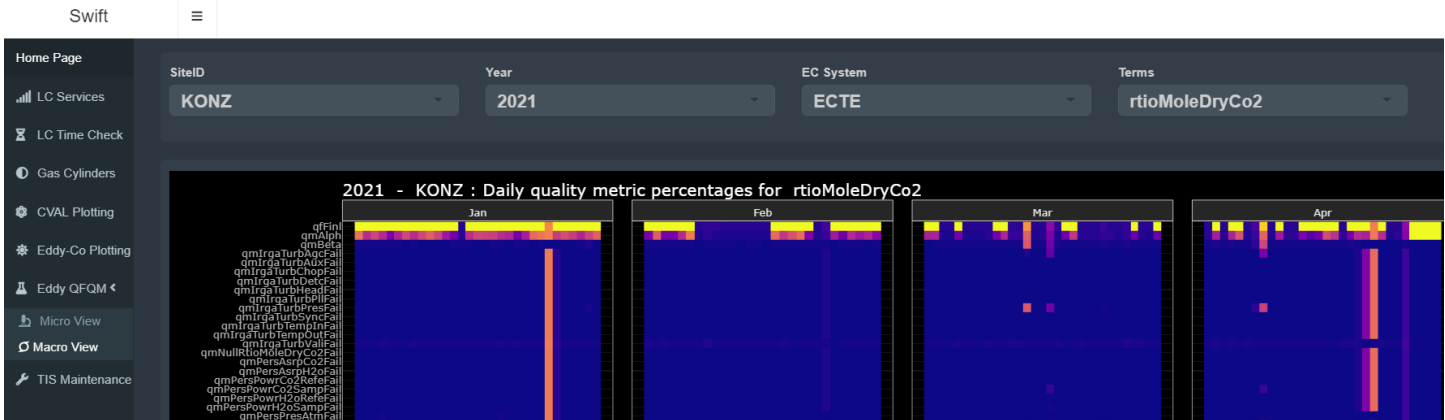 Swift
Home Page
LC Services
LC Time Check
Gas Cylinders
CVAL Plotting
Eddy-Co Plotting
Eddy QFQM
Micro View
Macro View
TIS Maintenance
SiteID
KONZ
Year
2021
EC System
ECTE
Terms
rtioMoleDryCo2
2021 - KONZ : Daily quality metric percentages for rtioMoleDryCo2
Jan
Feb
Mar
Apr
qfFinl
qmAlph
qmBeta
qmIrgaTurbAgcFail
qmIrgaTurbAuxFail
qmIrgaTurbChopFail
qmIrgaTurbDetcFail
qmIrgaTurbHeadFail
qmIrgaTurbPllFail
qmIrgaTurbPresFail
qmIrgaTurbSyncFail
qmIrgaTurbTempInFail
qmIrgaTurbTempOutFail
qmIrgaTurbValiFail
qmNullRtioMoleDryCo2Fail
qmPersAsrpCo2Fail
qmPersAsrpH2oFail
qmPersPowrCo2RefeFail
qmPersPowrCo2SampFail
qmPersPowrH2oRefeFail
qmPersPowrH2oSampFail
qmPersPresAtmFail